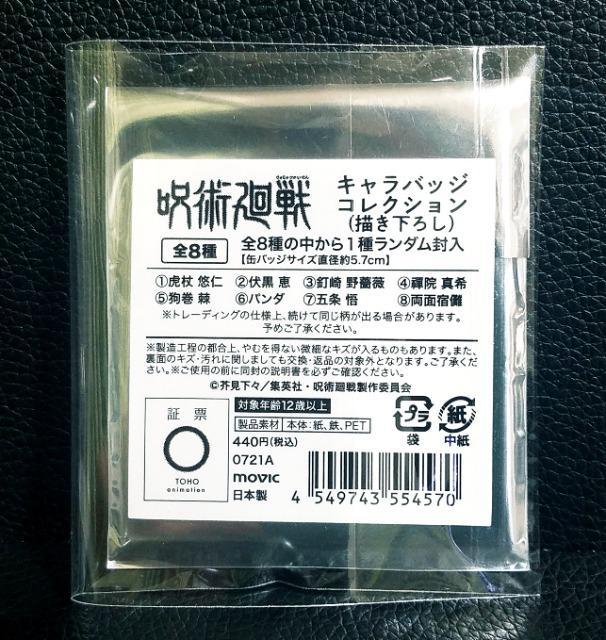 じゅじゅつかいせん
呪術廻戦
キャラバッジ
コレクション
(描き下ろし)
全8種
全8種の中から1種ランダム封入
【缶バッジサイズ直径約5.7cm】
①虎杖 悠仁 ②伏黒 恵 ③釘崎 野薔薇 ④禪院 真希
⑤狗巻 棘 ⑥パンダ ⑦五条 悟 ⑧両面宿儺
※トレーディングの仕様上、続けて同じ柄が出る場合があります。
予めご了承ください。
※製造工程の都合上、やむを得ない微細なキズが入るものもあります。また、
裏面のキズ・汚れに関しましても交換・返品の対象外となります。ご了承くだ
さい。※ご使用の前に同封の説明書を必ずご確認ください。
©芥見下々/集英社・呪術廻戦製作委員会
証票
TOHO
animation
対象年齢12歳以上
製品素材 本体:紙、鉄、PET
440円(税込)
0721A
movic
日本製
プラ
袋
紙
中紙
4 549743 554570